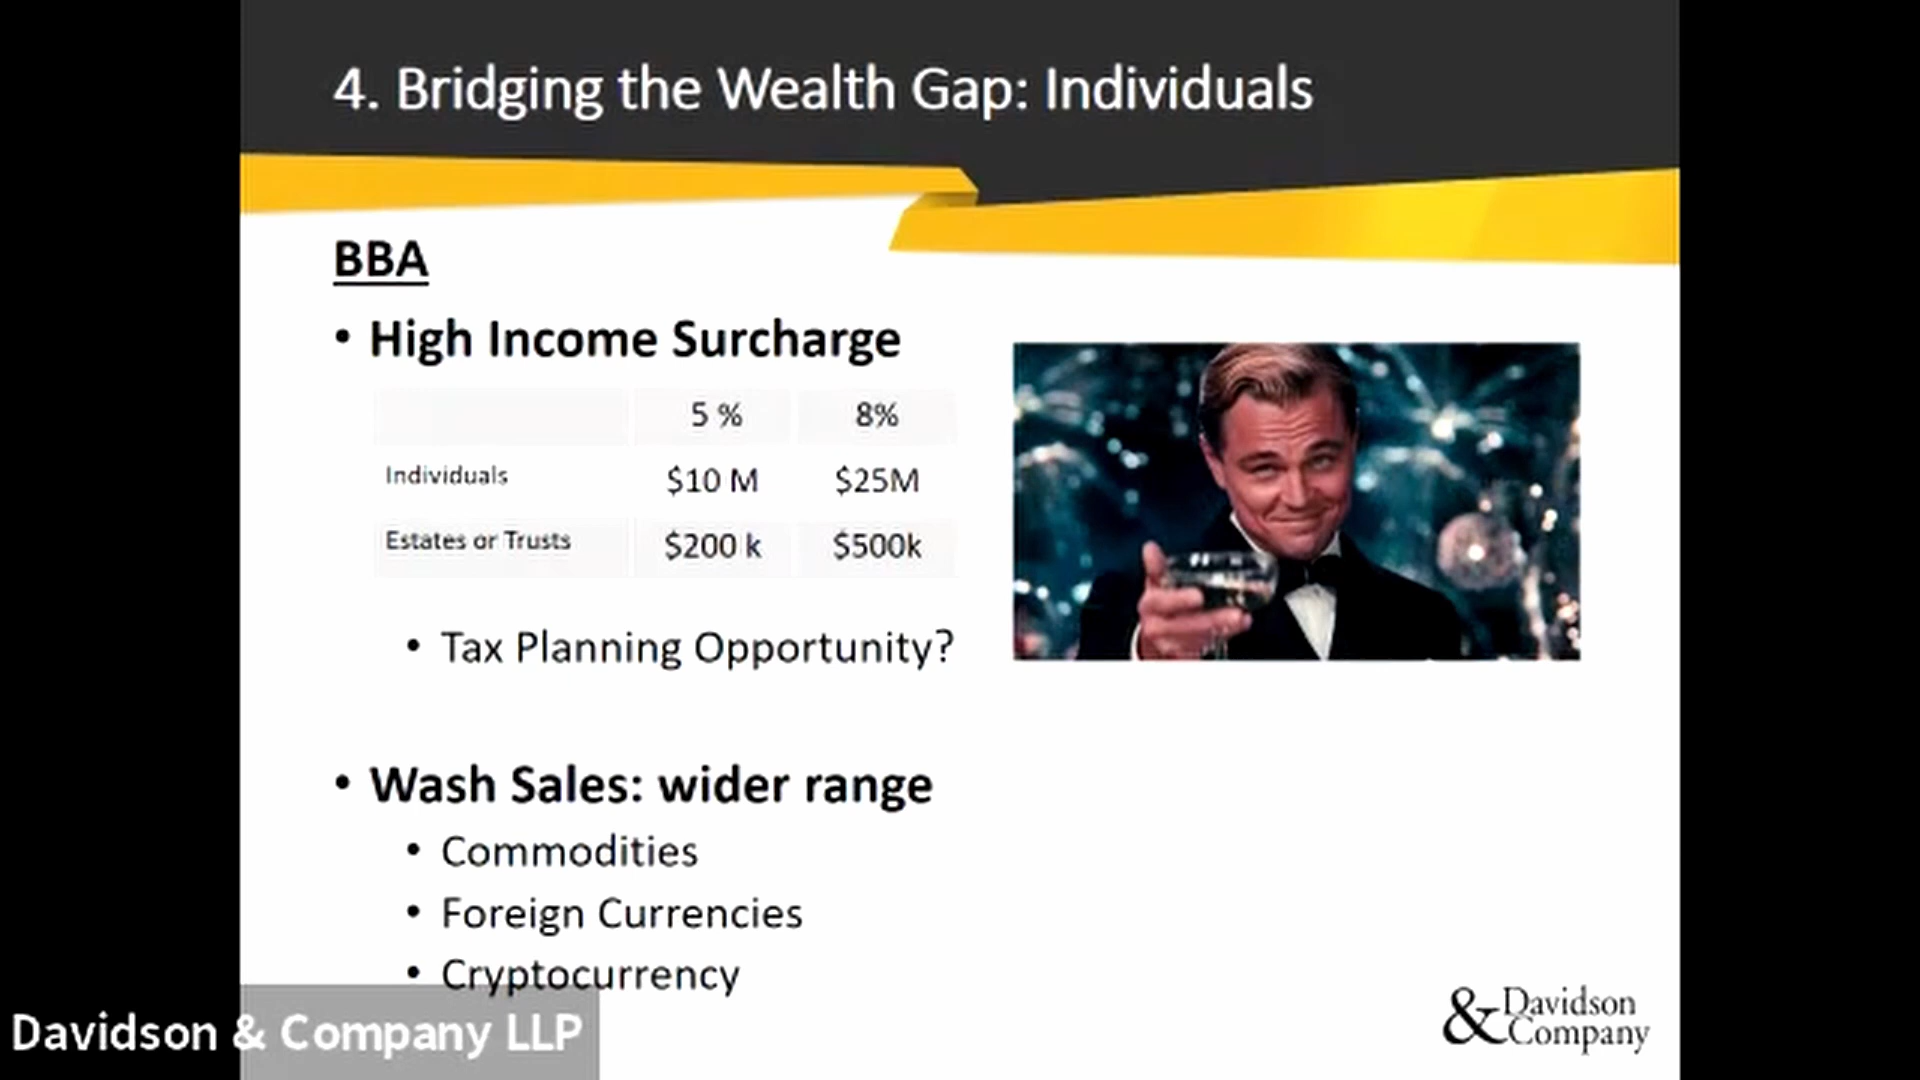 4. Bridging the Wealth Gap: Individuals
BBA
• High Income Surcharge
5 % 8%
Individuals $10 M $25M
Estates or Trusts $200 k $500k
• Tax Planning Opportunity?
• Wash Sales: wider range
• Commodities
• Foreign Currencies
• Cryptocurrency
Davidson & Company LLP
& Davidson
Company